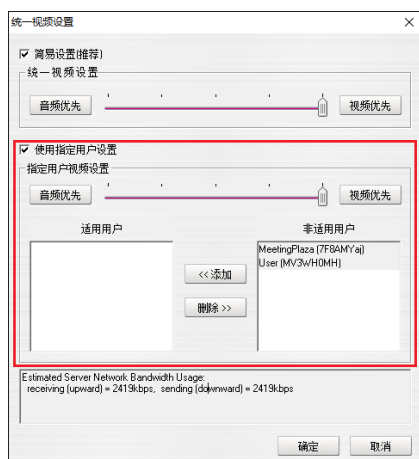 统一视频设置
简易设置(推荐)
统一视频设置
音频优先 视频优先
使用指定用户设置
指定用户视频设置
音频优先 视频优先
适用用户 非适用用户
MeetingPlaza (7F8AMYaj)
User (MV3WH0MH)
<< 添加
删除 >>
Estimated Server Network Bandwidth Usage:
receiving (upward) = 2419kbps, sending (downward) = 2419kbps
确定 取消